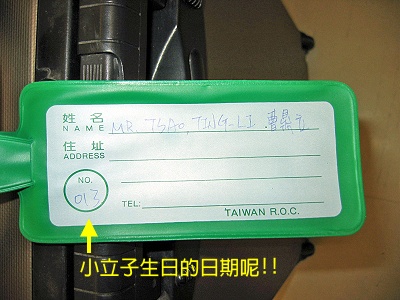 姓名 MR. TSAO, TING-LI 曹鼎立
NAME
住址
ADDRESS
NO.
013
TEL:
TAIWAN R.O.C.
小立子生日的日期呢!!